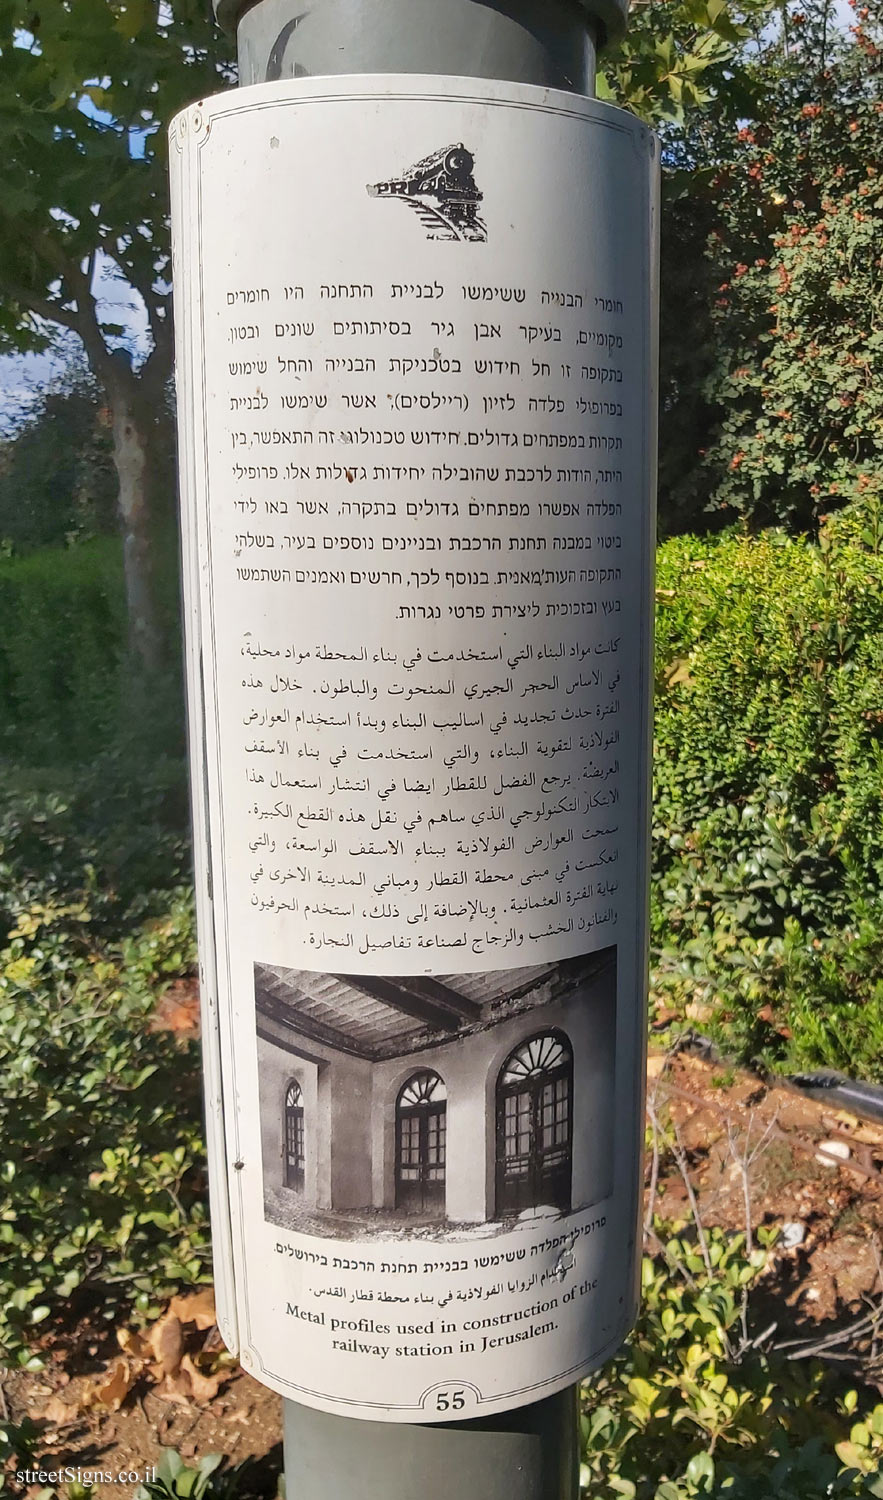 PR
חומרי הבנייה ששימשו לבניית התחנה היו חומרים
מקומיים, בעיקר אבן גיר בסיתותים שונים ובטון.
בתקופה זו חל חידוש בטכניקת הבנייה והחל שימוש
בפרופולי פלדה לזיון (ריילסים), אשר שימשו לבניית
תקרות במפתחים גדולים. חידוש טכנולוגי זה התאפשר, בין
היתר, הודות לרכבת שהובילה יחידות גדולות אלו. פרופילי
הפלדה אפשרו מפתחים גדולים בתקרה, אשר באו לידי
ביטוי במבנה תחנת הרכבת ובניינים נוספים בעיר, בשלהי
התקופה העות'מאנית. בנוסף לכך, חרשים ואמנים השתמשו
בעץ ובזכוכית ליצירת פרטי נגרות.
كانت مواد البناء التي استخدمت في بناء المحطة مواد محلية،
في الاساس الحجر الجيري المنحوت والباطون. خلال هذه
الفترة حدث تجديد في اساليب البناء وبدأ استخدام العوارض
الفولاذية لتقوية البناء، والتي استخدمت في بناء الأسقف
العريضة. يرجع الفضل للقطار ايضا في انتشار استعمال هذا
الابتكار التكنولوجي الذي ساهم في نقل هذه القطع الكبيرة.
سمحت العوارض الفولاذية ببناء الاسقف الواسعة، والتي
انعكست في مبنى محطة القطار ومباني المدينة الاخرى في
نهاية الفترة العثمانية. وبالإضافة إلى ذلك، استخدم الحرفيون
والفنانون الخشب والزجاج لصناعة تفاصيل النجارة.
פרופילי הפלדה ששימשו בבניית תחנת הרכבת בירושלים.
استخدام الزوايا الفولاذية في بناء محطة قطار القدس.
Metal profiles used in construction of the
railway station in Jerusalem.
55
streetSigns.co.il